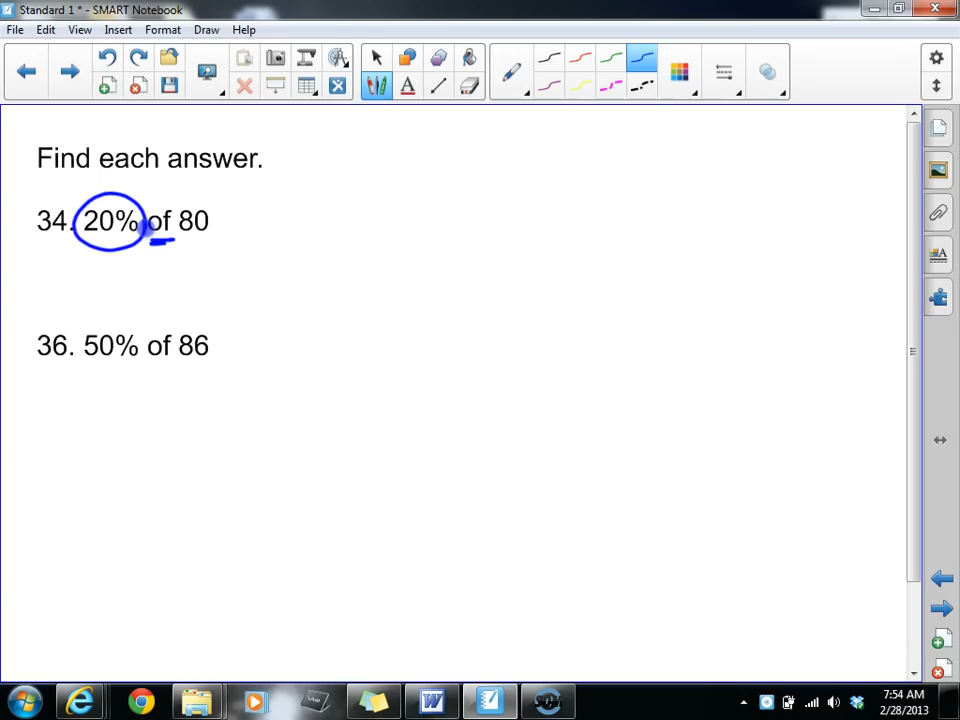 Standard 1 * - SMART Notebook
File Edit View Insert Format Draw Help
Find each answer.
34. 20% of 80
36. 50% of 86
7:54 AM
2/28/2013